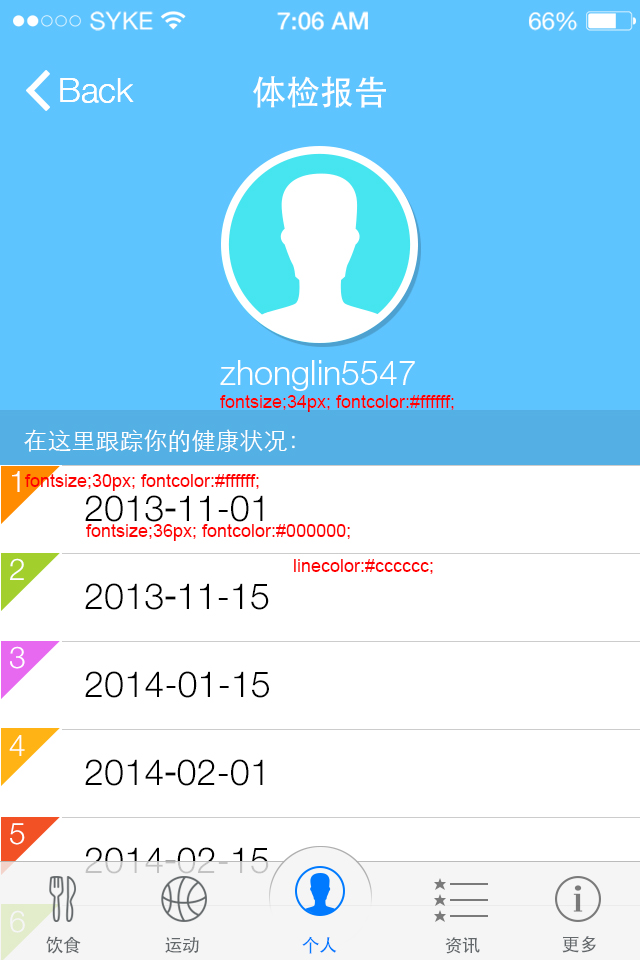 SYKE 7:06 AM 66%
Back 体检报告
zhonglin5547
fontsize;34px; fontcolor:#ffffff;
在这里跟踪你的健康状况：
fontsize;30px; fontcolor:#ffffff;
1 2013-11-01
fontsize;36px; fontcolor:#000000;
linecolor:#cccccc;
2 2013-11-15
3 2014-01-15
4 2014-02-01
5 2014-02-15
6
饮食 运动 个人 资讯 更多